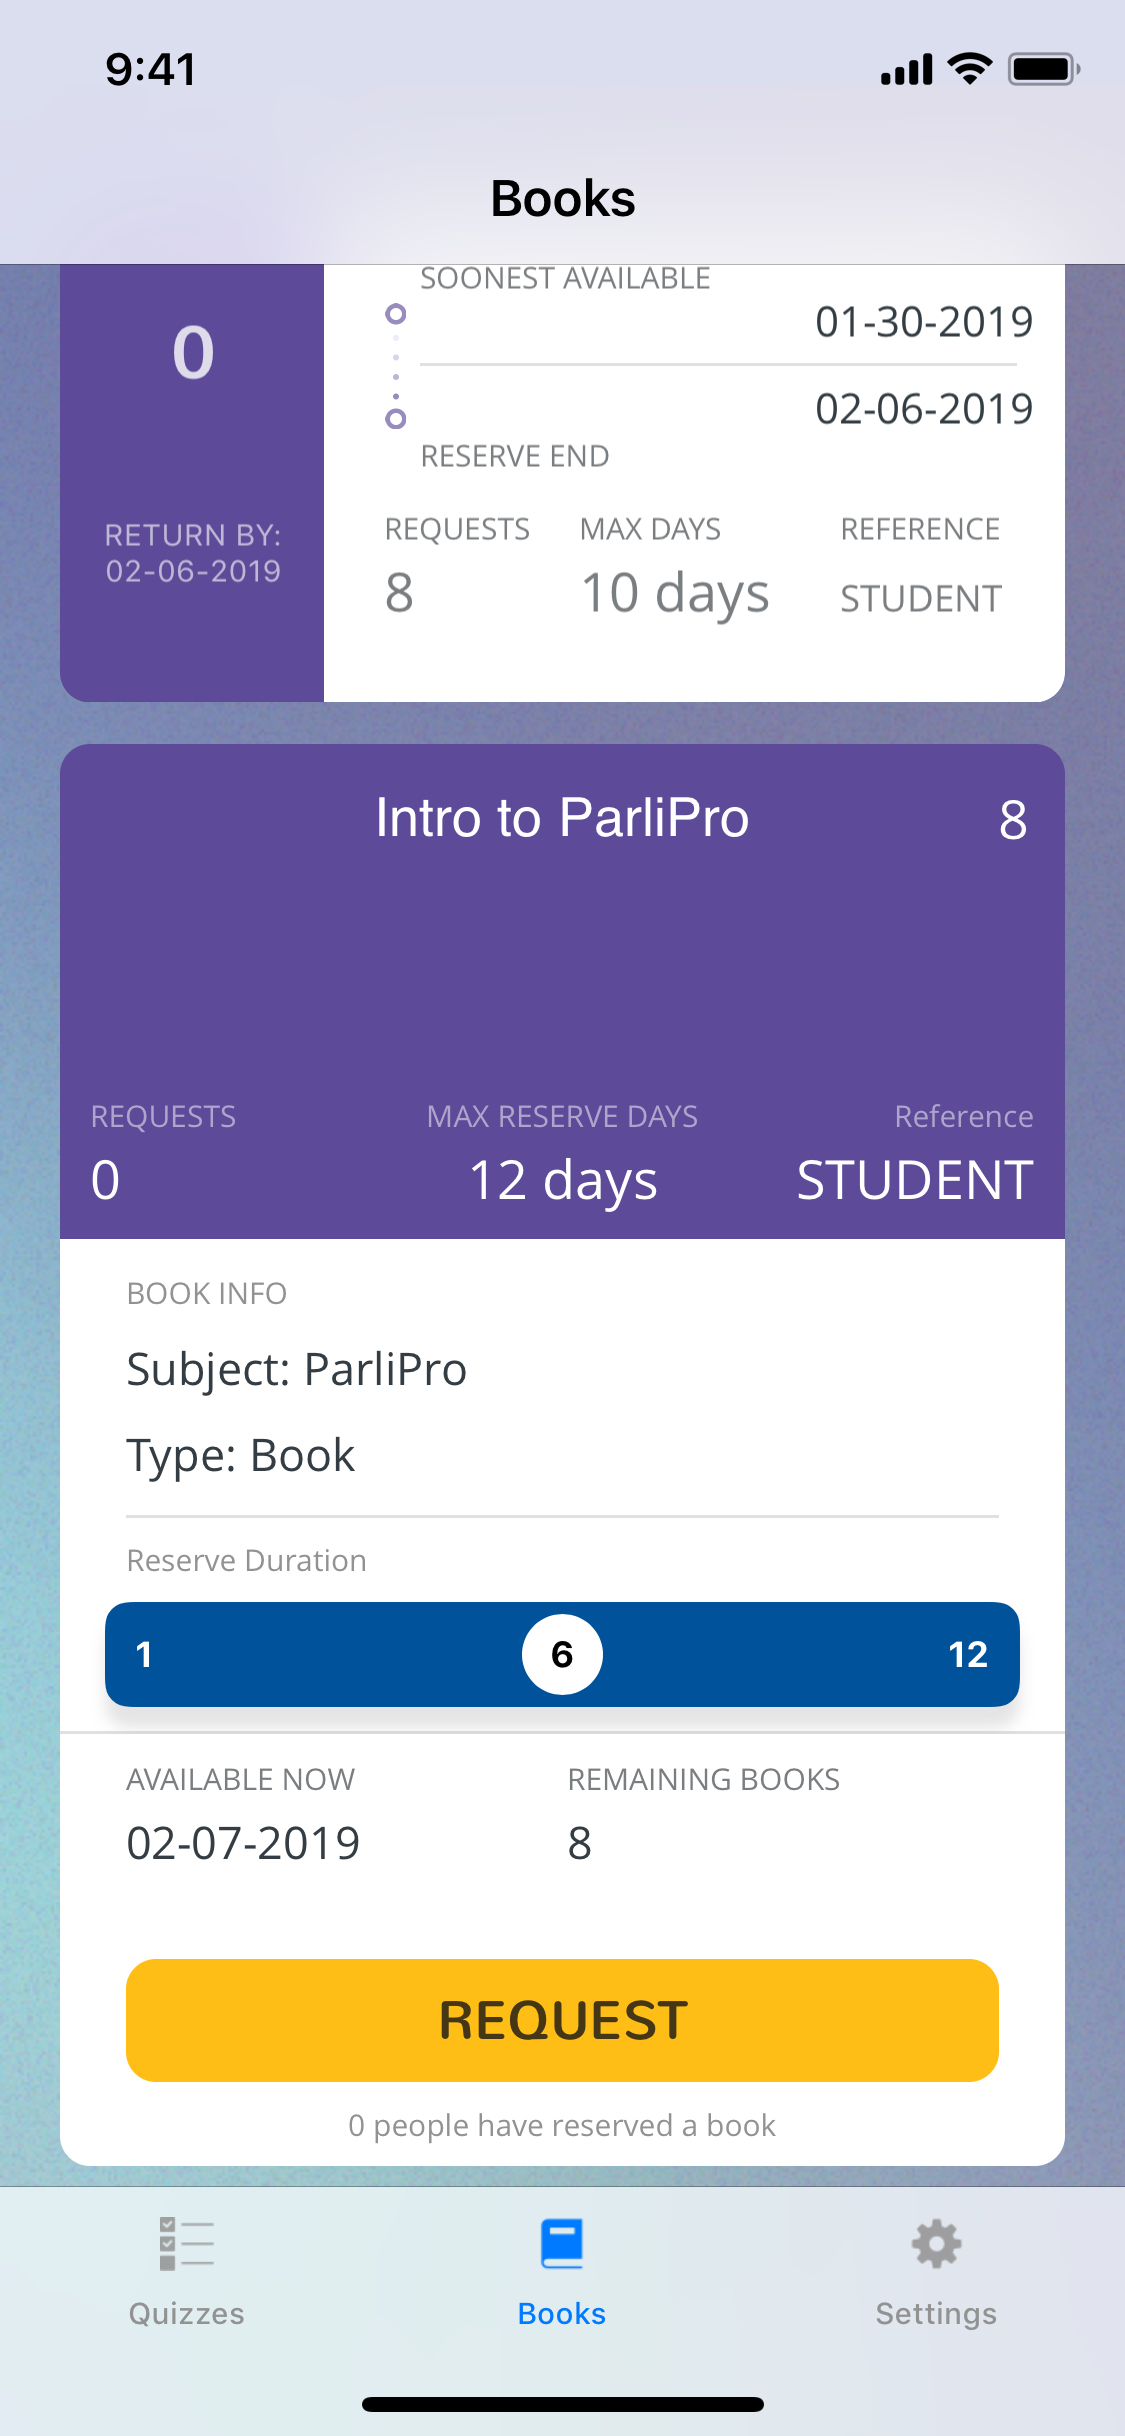 9:41
Books
0
RETURN BY:
02-06-2019
SOONEST AVAILABLE
01-30-2019
02-06-2019
RESERVE END
REQUESTS MAX DAYS REFERENCE
8 10 days STUDENT
Intro to ParliPro 8
REQUESTS MAX RESERVE DAYS Reference
0 12 days STUDENT
BOOK INFO
Subject: ParliPro
Type: Book
Reserve Duration
1 6 12
AVAILABLE NOW REMAINING BOOKS
02-07-2019 8
REQUEST
0 people have reserved a book
Quizzes Books Settings